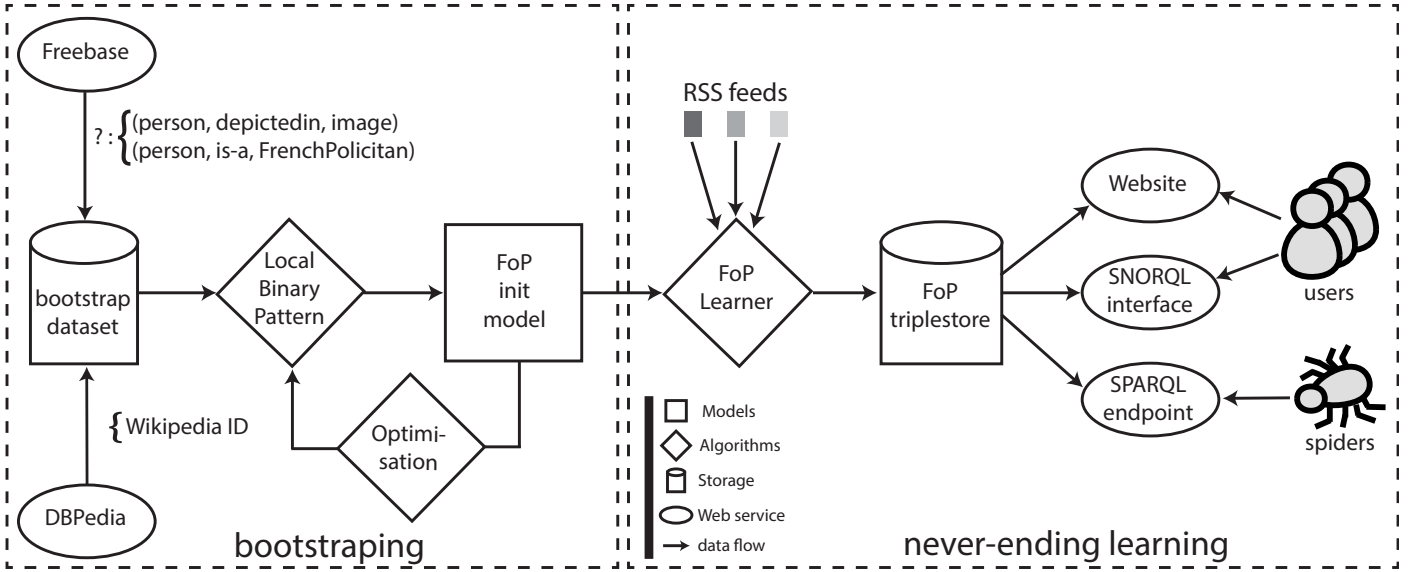 Freebase
? : { (person, depictedin, image)
(person, is-a, FrenchPolicitan)
bootstrap
dataset
Local
Binary
Pattern
FoP
init
model
Optimi-
sation
{ Wikipedia ID
DBPedia
bootstraping
RSS feeds
FoP
Learner
FoP
triplestore
Website
SNORQL
interface
SPARQL
endpoint
users
spiders
Models
Algorithms
Storage
Web service
data flow
never-ending learning